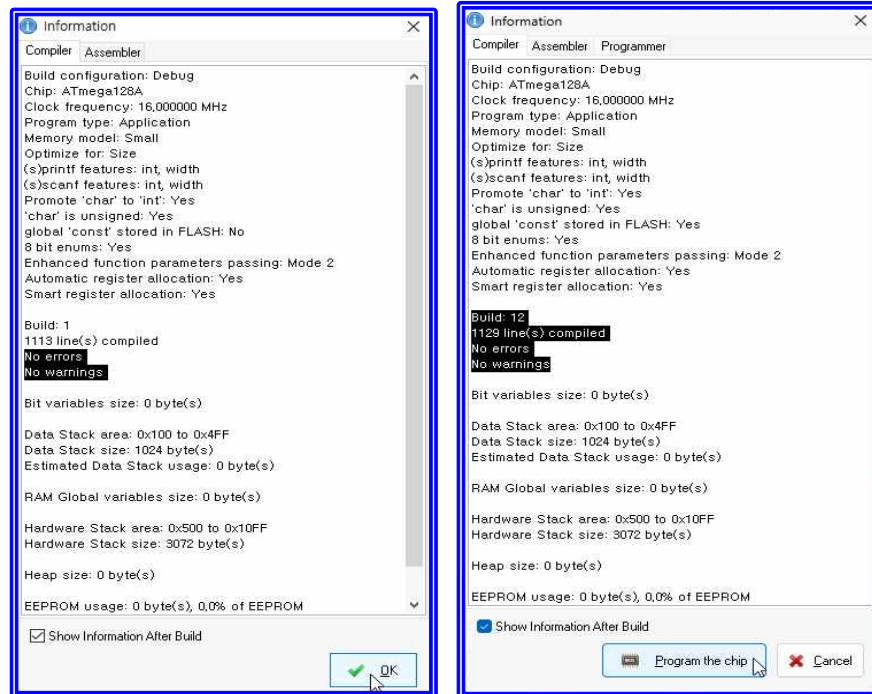 Information
Compiler Assembler
Build configuration: Debug
Chip: ATmega128A
Clock frequency: 16,000000 MHz
Program type: Application
Memory model: Small
Optimize for: Size
(s)printf features: int, width
(s)scanf features: int, width
Promote 'char' to 'int': Yes
'char' is unsigned: Yes
global 'const' stored in FLASH: No
8 bit enums: Yes
Enhanced function parameters passing: Mode 2
Automatic register allocation: Yes
Smart register allocation: Yes
Build: 1
1113 line(s) compiled
No errors
No warnings
Bit variables size: 0 byte(s)
Data Stack area: 0x100 to 0x4FF
Data Stack size: 1024 byte(s)
Estimated Data Stack usage: 0 byte(s)
RAM Global variables size: 0 byte(s)
Hardware Stack area: 0x500 to 0x10FF
Hardware Stack size: 3072 byte(s)
Heap size: 0 byte(s)
EEPROM usage: 0 byte(s), 0,0% of EEPROM
Show Information After Build
OK
Information
Compiler Assembler Programmer
Build configuration: Debug
Chip: ATmega128A
Clock frequency: 16,000000 MHz
Program type: Application
Memory model: Small
Optimize for: Size
(s)printf features: int, width
(s)scanf features: int, width
Promote 'char' to 'int': Yes
'char' is unsigned: Yes
global 'const' stored in FLASH: Yes
8 bit enums: Yes
Enhanced function parameters passing: Mode 2
Automatic register allocation: Yes
Smart register allocation: Yes
Build: 12
1129 line(s) compiled
No errors
No warnings
Bit variables size: 0 byte(s)
Data Stack area: 0x100 to 0x4FF
Data Stack size: 1024 byte(s)
Estimated Data Stack usage: 0 byte(s)
RAM Global variables size: 0 byte(s)
Hardware Stack area: 0x500 to 0x10FF
Hardware Stack size: 3072 byte(s)
Heap size: 0 byte(s)
EEPROM usage: 0 byte(s), 0,0% of EEPROM
Show Information After Build
Program the chip Cancel